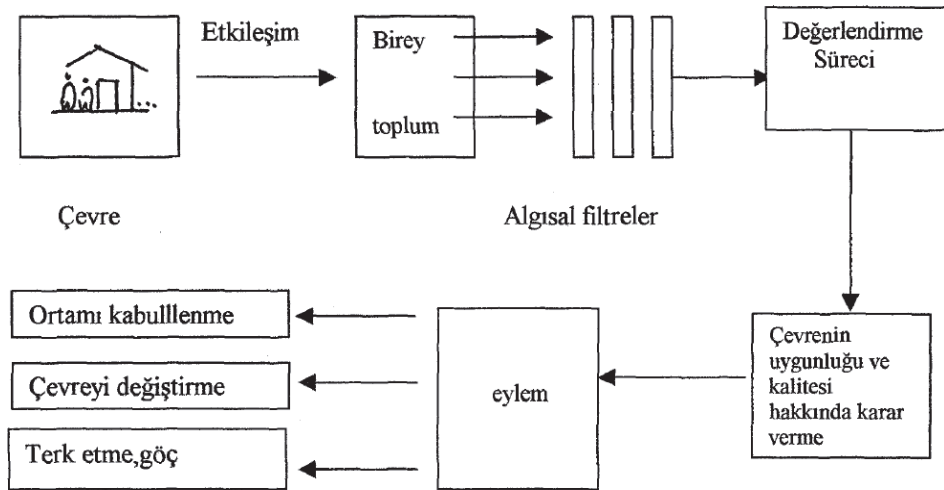 Etkileşim
Birey
toplum
Değerlendirme
Süreci
Çevre
Algısal filtreler
Ortamı kabulllenme
Çevreyi değiştirme
Terk etme,göç
eylem
Çevrenin
uygunluğu ve
kalitesi
hakkında karar
verme